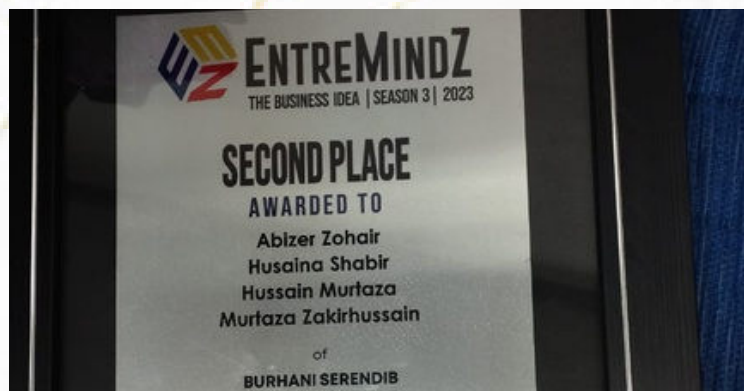 ENTREMINDZ
THE BUSINESS IDEA | SEASON 3 | 2023
SECOND PLACE
AWARDED TO
Abizer Zohair
Husaina Shabir
Hussain Murtaza
Murtaza Zakirhussain
of
BURHANI SERENDIB